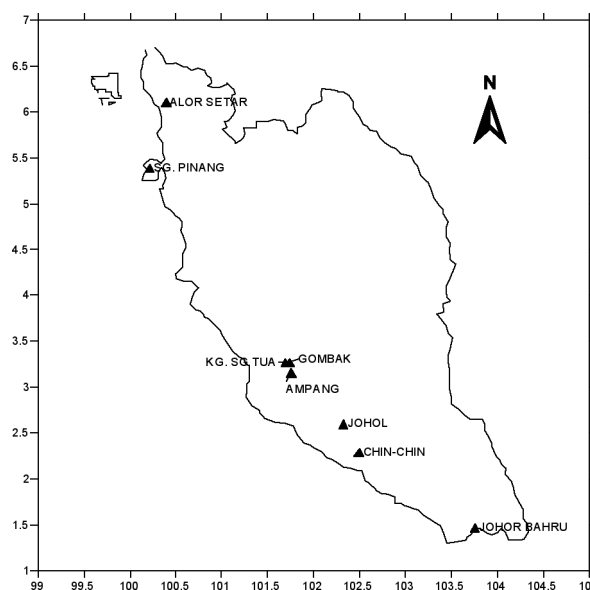 7
N
6.5
6
ALOR SETAR
5.5
SG. PINANG
5
4.5
4
3.5
KG. SG TUA GOMBAK
3
AMPANG
2.5
JOHOL
CHIN-CHIN
2
1.5
JOHOR BAHRU
1
99 99.5 100 100.5 101 101.5 102 102.5 103 103.5 104 104.5 10